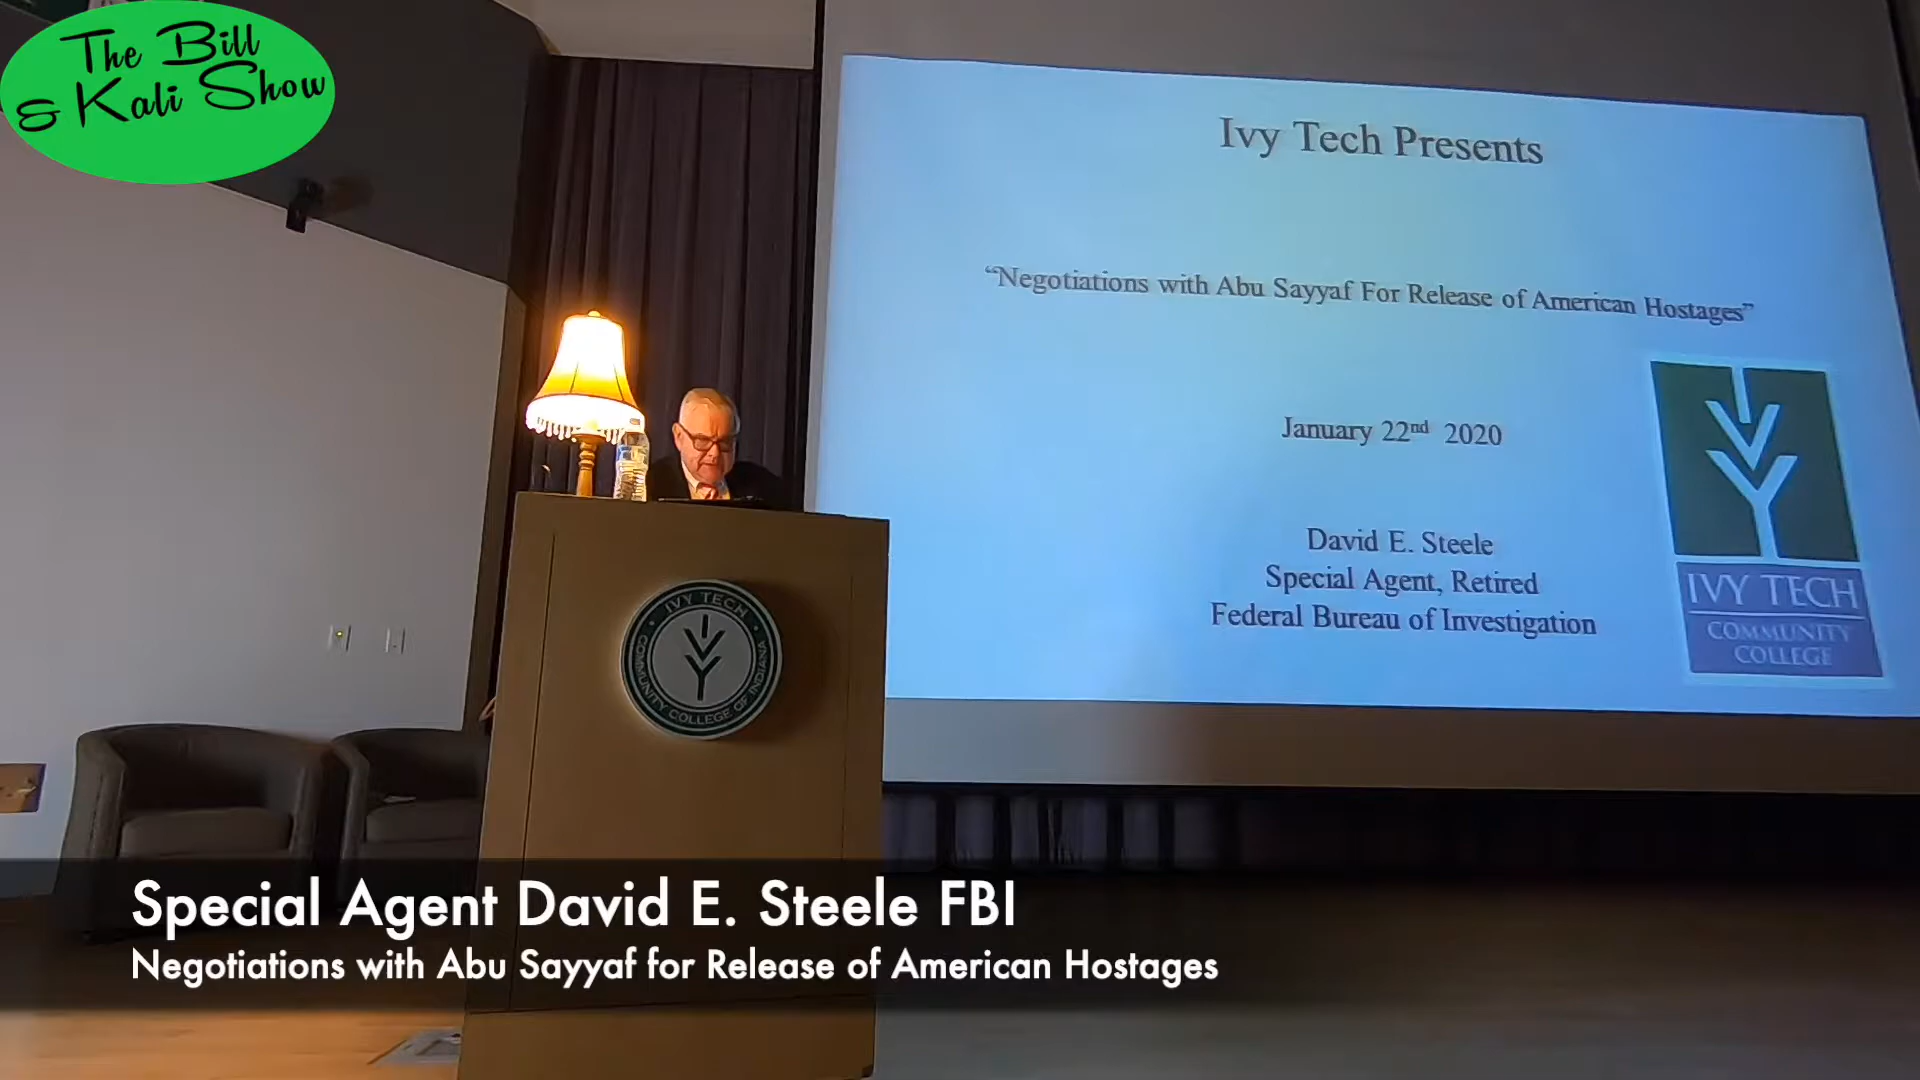 The Bill
& Kali Show
Ivy Tech Presents
“Negotiations with Abu Sayyaf For Release of American Hostages”
January 22nd 2020
David E. Steele
Special Agent, Retired
Federal Bureau of Investigation
IVY TECH
COMMUNITY
COLLEGE
IVY TECH
COMMUNITY COLLEGE OF INDIANA
Special Agent David E. Steele FBI
Negotiations with Abu Sayyaf for Release of American Hostages